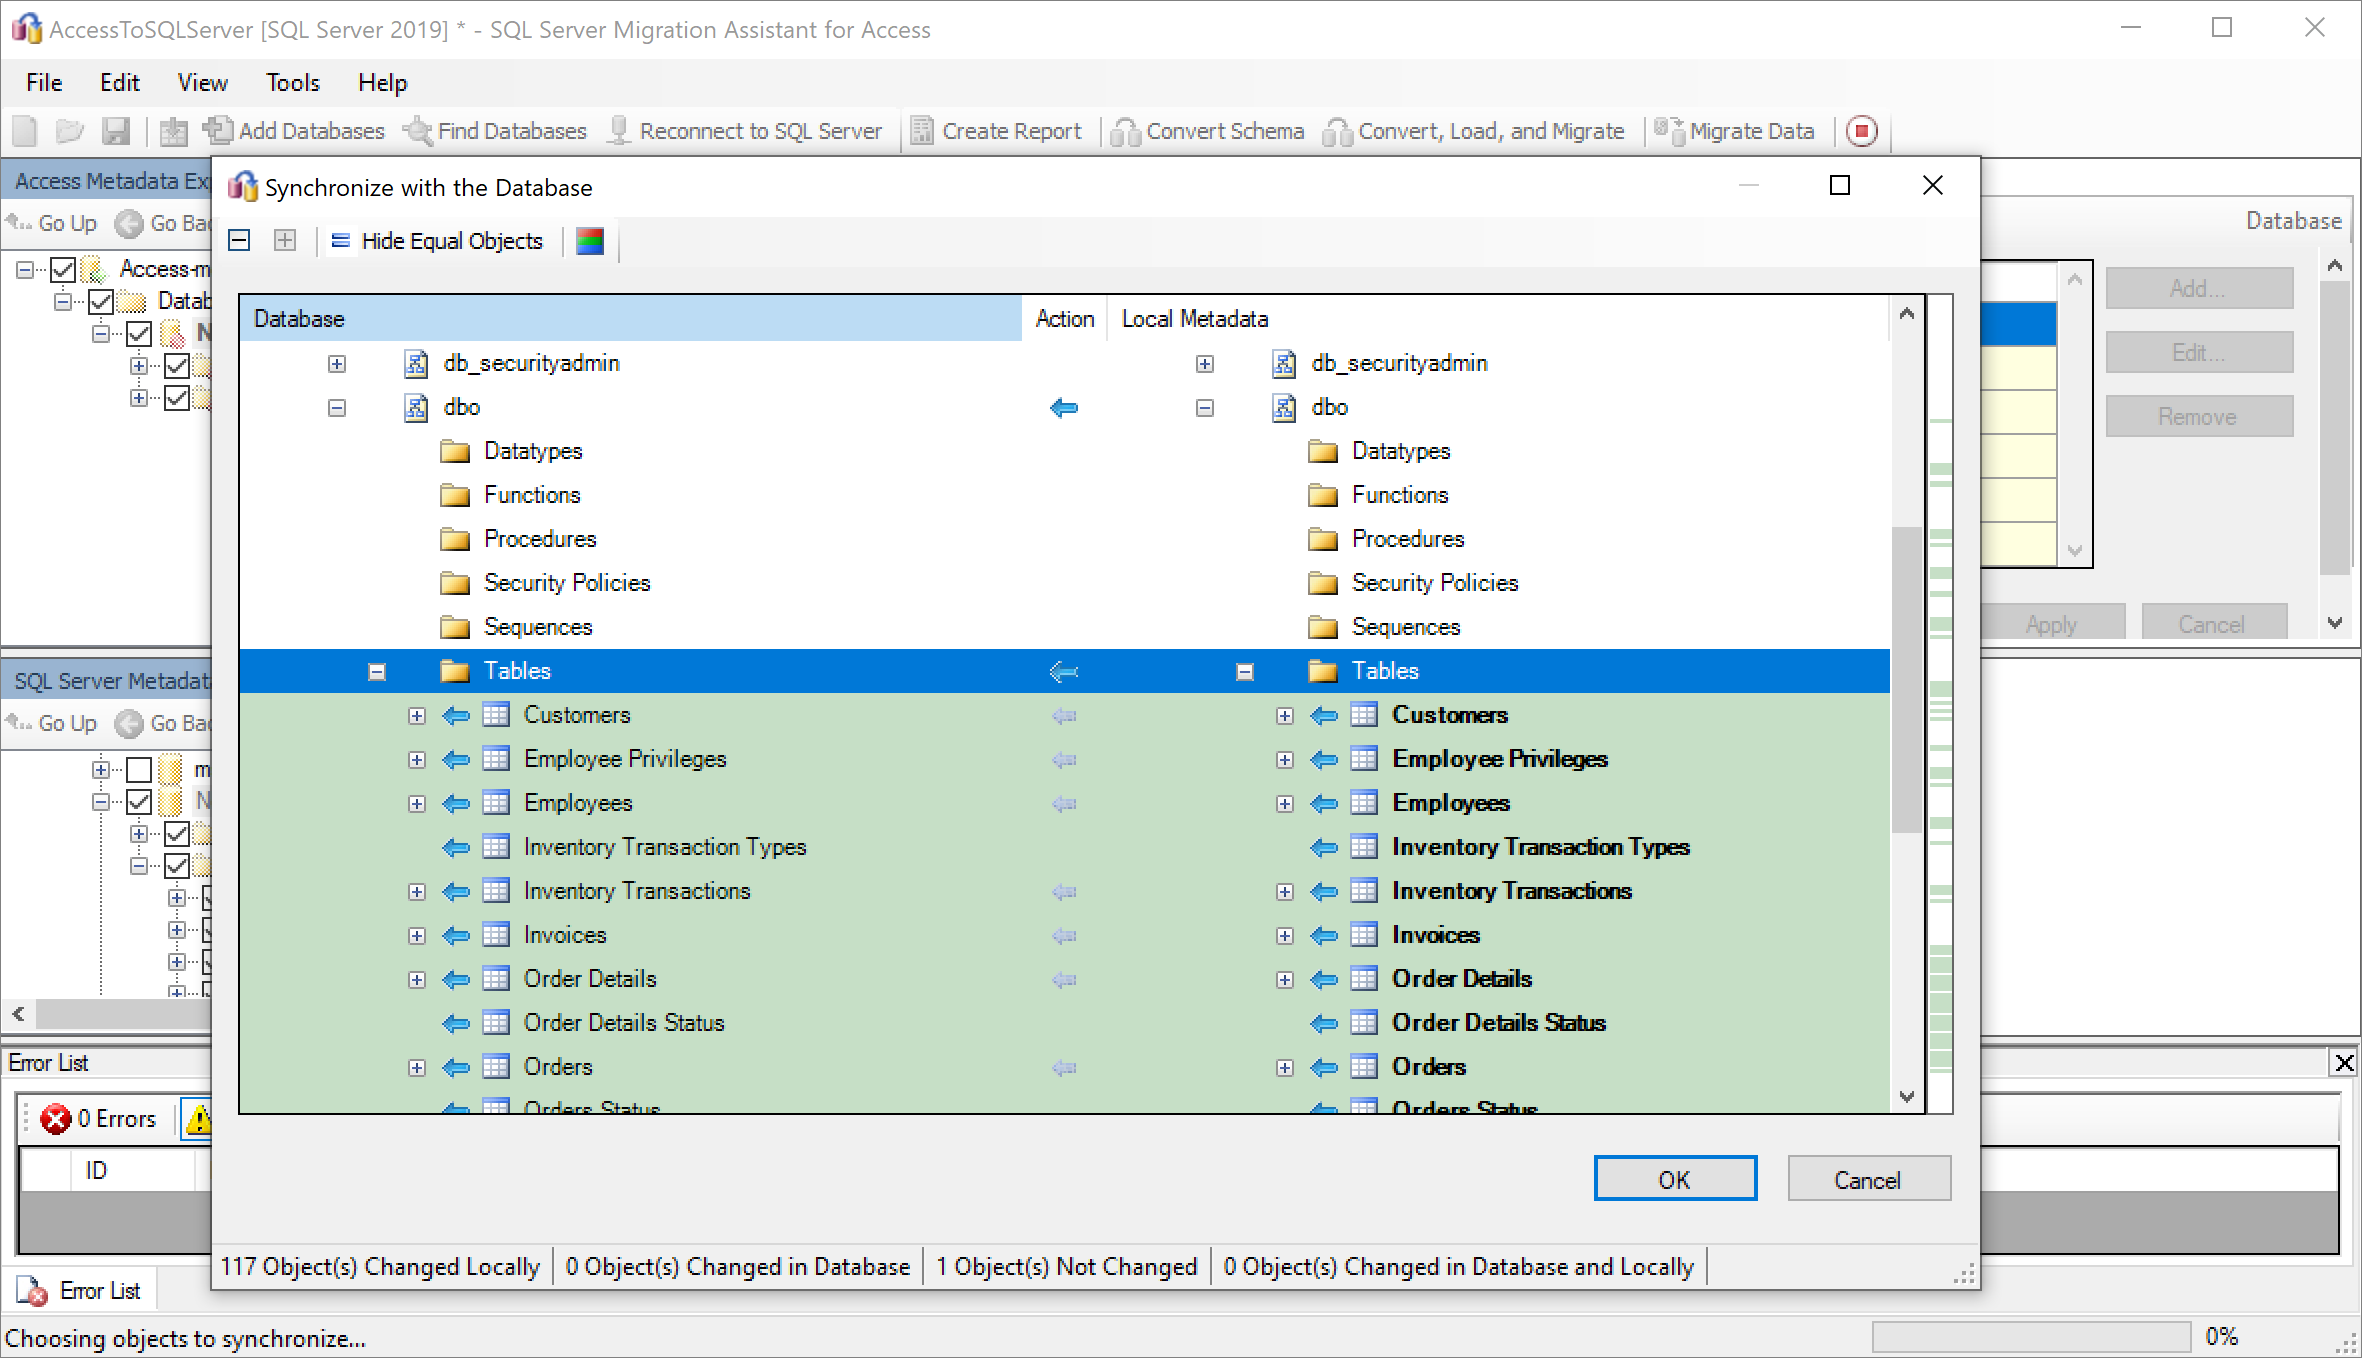 AccessToSQLServer [SQL Server 2019] * - SQL Server Migration Assistant for Access
File Edit View Tools Help
Add Databases Find Databases Reconnect to SQL Server Create Report Convert Schema Convert, Load, and Migrate Migrate Data
Access Metadata Ex
Go Up Go Bac
Access-m
Datab
N
Synchronize with the Database
Hide Equal Objects
Database Action Local Metadata
db_securityadmin db_securityadmin
dbo dbo
Datatypes Datatypes
Functions Functions
Procedures Procedures
Security Policies Security Policies
Sequences Sequences
Tables Tables
Customers Customers
Employee Privileges Employee Privileges
Employees Employees
Inventory Transaction Types Inventory Transaction Types
Inventory Transactions Inventory Transactions
Invoices Invoices
Order Details Order Details
Order Details Status Order Details Status
Orders Orders
Orders Status Orders Status
OK Cancel
117 Object(s) Changed Locally 0 Object(s) Changed in Database 1 Object(s) Not Changed 0 Object(s) Changed in Database and Locally
Database
Add...
Edit...
Remove
Apply Cancel
SQL Server Metadat
Go Up Go Bac
m
N
Error List
0 Errors
ID
Error List
Choosing objects to synchronize... 0%